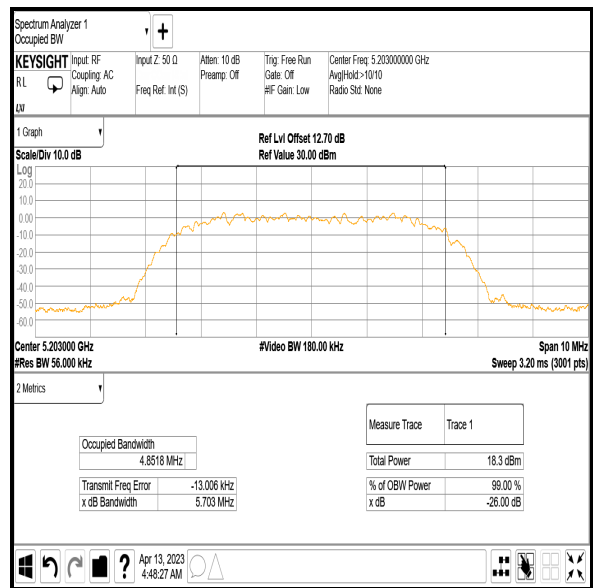 Spectrum Analyzer 1
Occupied BW
▼ +
KEYSIGHT
R L
LXI
Input: RF
Coupling: AC
Align: Auto
Input Z: 50 Ω
Freq Ref: Int (S)
Atten: 10 dB
Preamp: Off
Trig: Free Run
Gate: Off
#IF Gain: Low
Center Freq: 5.203000000 GHz
Avg|Hold:>10/10
Radio Std: None
1 Graph
Scale/Div 10.0 dB
Ref Lvl Offset 12.70 dB
Ref Value 30.00 dBm
Log
20.0
10.0
0.00
-10.0
-20.0
-30.0
-40.0
-50.0
-60.0
Center 5.203000 GHz
#Video BW 180.00 kHz
Span 10 MHz
#Res BW 56.000 kHz
Sweep 3.20 ms (3001 pts)
2 Metrics
Occupied Bandwidth
4.8518 MHz
Transmit Freq Error -13.006 kHz
x dB Bandwidth 5.703 MHz
Measure Trace Trace 1
Total Power 18.3 dBm
% of OBW Power 99.00 %
x dB -26.00 dB
?
Apr 13, 2023
4:48:27 AM